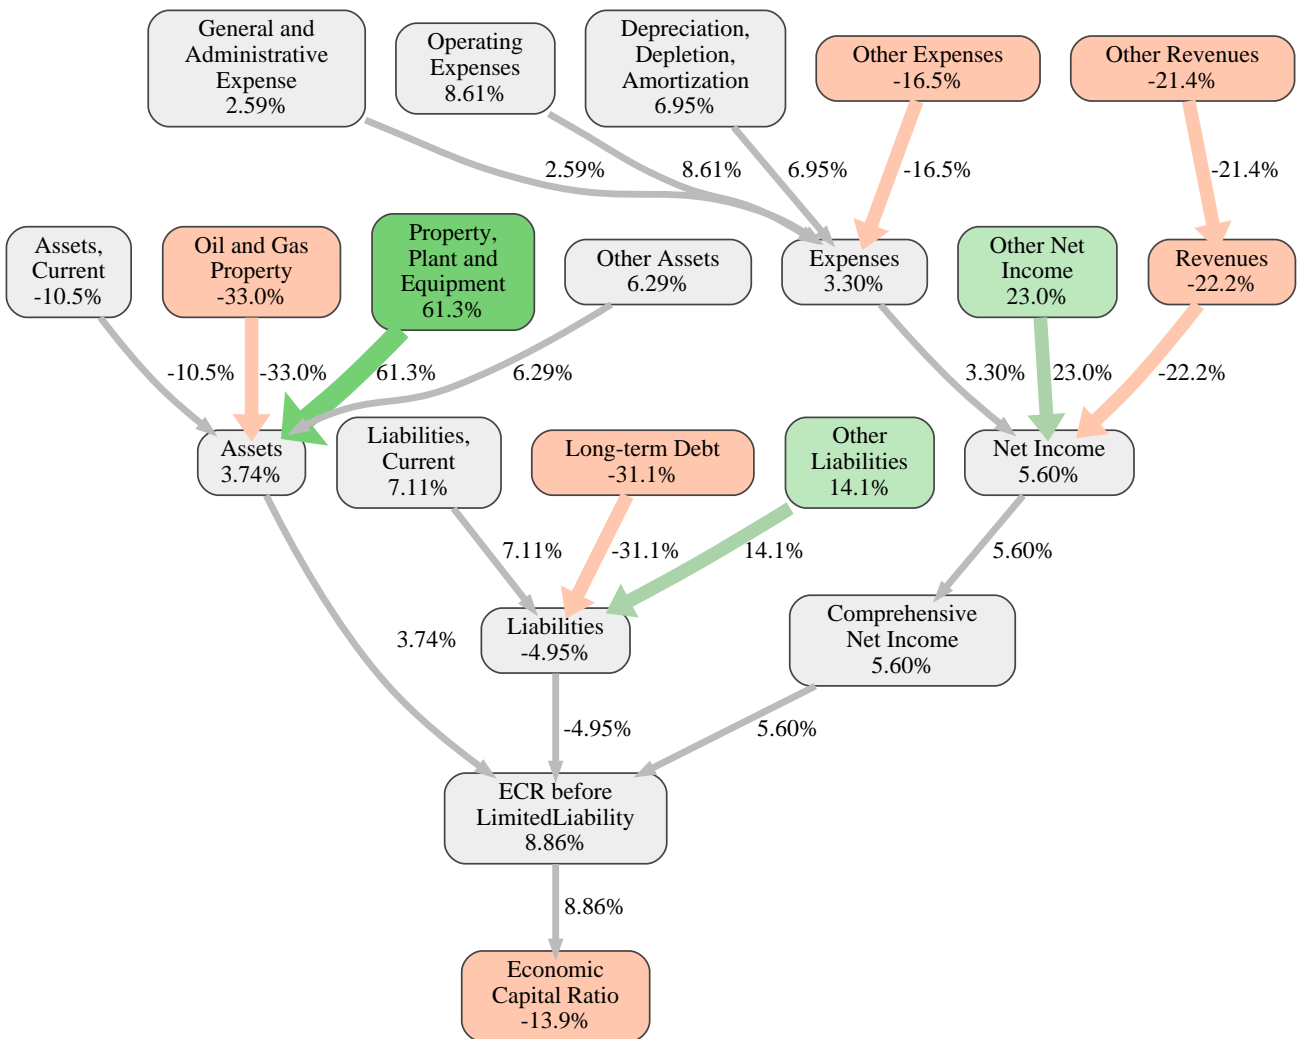 General and
Administrative
Expense
2.59%
Operating
Expenses
8.61%
Depreciation,
Depletion,
Amortization
6.95%
Other Expenses
-16.5%
Other Revenues
-21.4%
2.59%
8.61%
6.95%
-16.5%
-21.4%
Assets,
Current
-10.5%
Oil and Gas
Property
-33.0%
Property,
Plant and
Equipment
61.3%
Other Assets
6.29%
Expenses
3.30%
Other Net
Income
23.0%
Revenues
-22.2%
-10.5%
-33.0%
61.3%
6.29%
3.30%
23.0%
-22.2%
Assets
3.74%
Liabilities,
Current
7.11%
Long-term Debt
-31.1%
Other
Liabilities
14.1%
Net Income
5.60%
7.11%
-31.1%
14.1%
5.60%
3.74%
Liabilities
-4.95%
Comprehensive
Net Income
5.60%
-4.95%
5.60%
ECR before
LimitedLiability
8.86%
8.86%
Economic
Capital Ratio
-13.9%